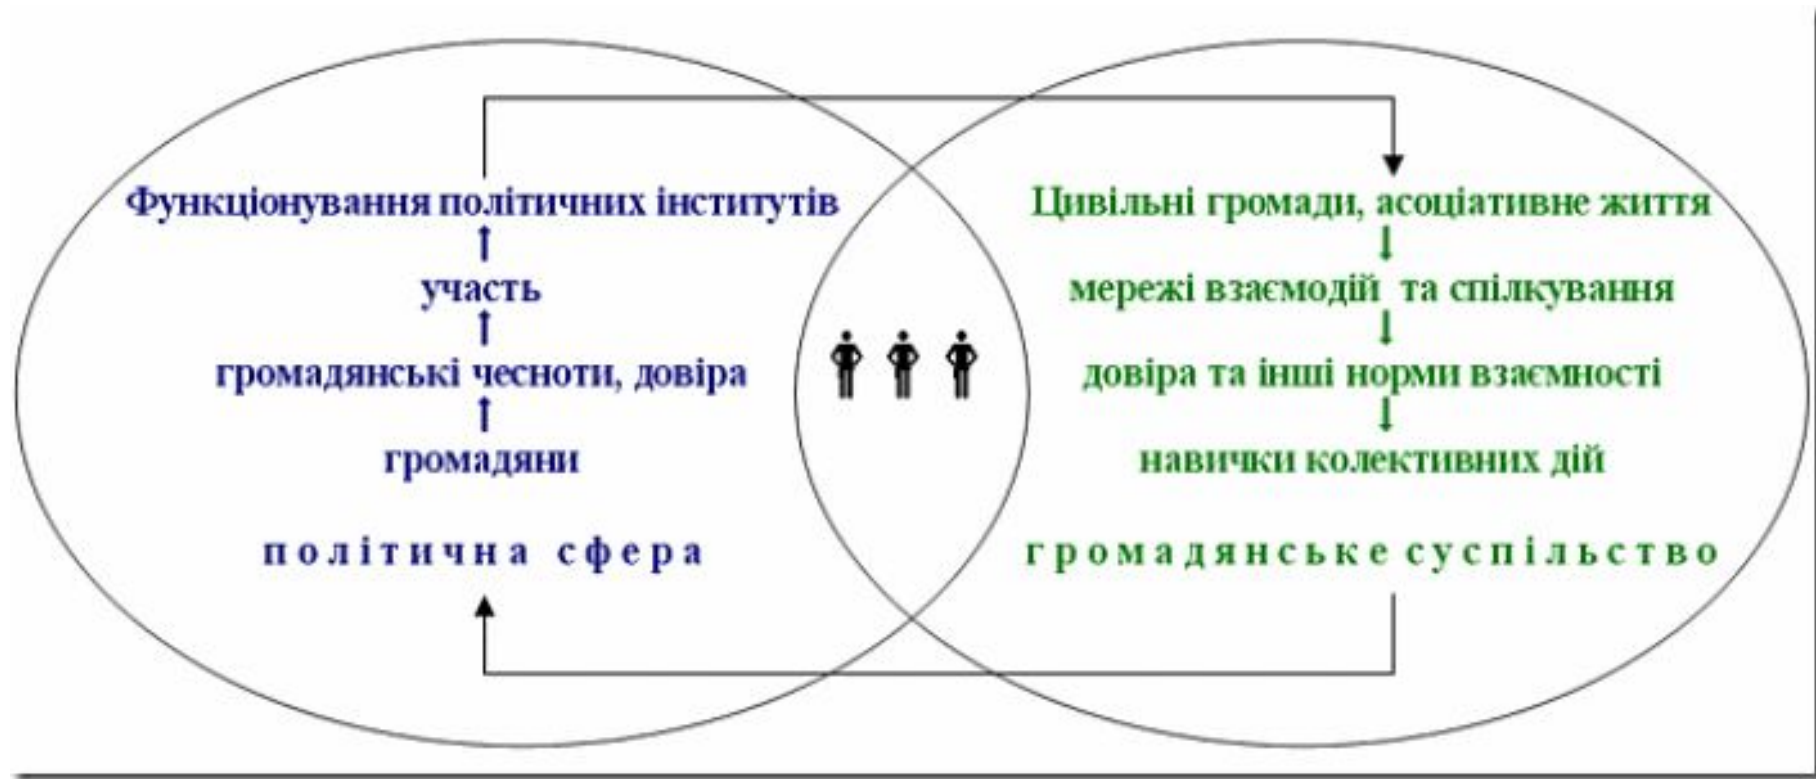 Функціонування політичних інститутів
участь
громадянські чесноти, довіра
громадяни
політична сфера
Цивільні громади, асоціативне життя
мережі взаємодій та спілкування
довіра та інші норми взаємності
навички колективних дій
громадянське суспільство